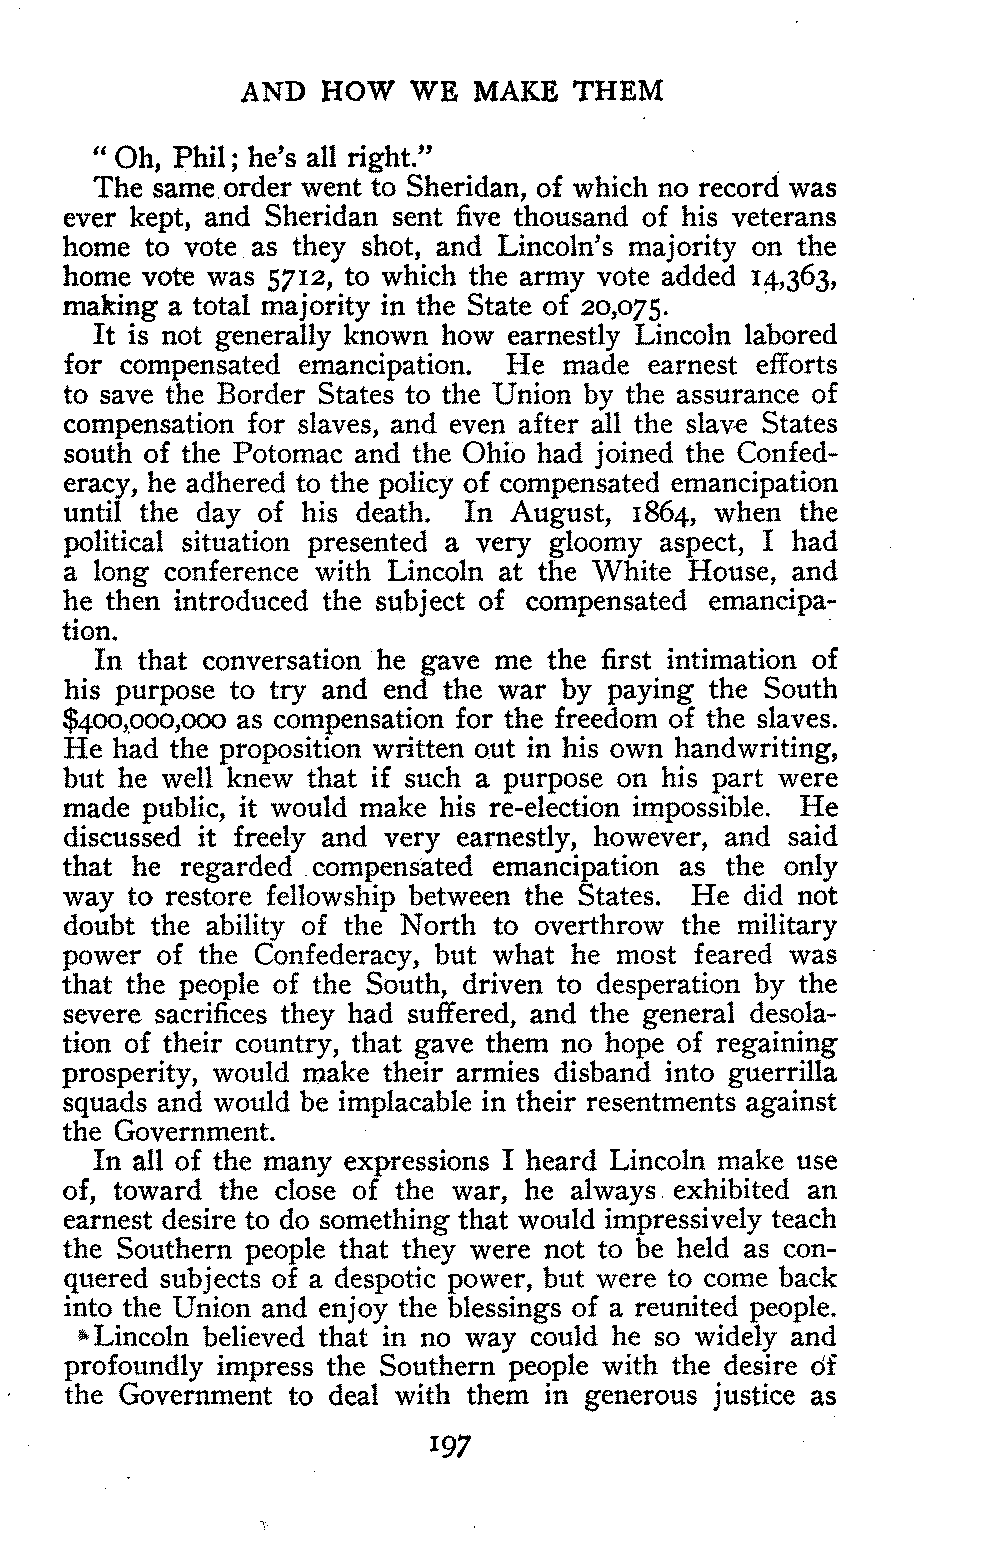 AND HOW WE MAKE THEM
“ Oh, Phil ; he's all right.”
The same order went to Sheridan, of which no record was
ever kept, and Sheridan sent five thousand of his veterans
home to vote as they shot, and Lincoln's majority on the
home vote was 5712, to which the army vote added 14,363,
making a total majority in the State of 20,075.
It is not generally known how earnestly Lincoln labored
for compensated emancipation. He made earnest efforts
to save the Border States to the Union by the assurance of
compensation for slaves, and even after all the slave States
south of the Potomac and the Ohio had joined the Confed-
eracy, he adhered to the policy of compensated emancipation
until the day of his death. In August, 1864, when the
political situation presented a very gloomy aspect, I had
a long conference with Lincoln at the White House, and
he then introduced the subject of compensated emancipa-
tion.
In that conversation he gave me the first intimation of
his purpose to try and end the war by paying the South
$400,000,000 as compensation for the freedom of the slaves.
He had the proposition written out in his own handwriting,
but he well knew that if such a purpose on his part were
made public, it would make his re-election impossible. He
discussed it freely and very earnestly, however, and said
that he regarded compensated emancipation as the only
way to restore fellowship between the States. He did not
doubt the ability of the North to overthrow the military
power of the Confederacy, but what he most feared was
that the people of the South, driven to desperation by the
severe sacrifices they had suffered, and the general desola-
tion of their country, that gave them no hope of regaining
prosperity, would make their armies disband into guerrilla
squads and would be implacable in their resentments against
the Government.
In all of the many expressions I heard Lincoln make use
of, toward the close of the war, he always exhibited an
earnest desire to do something that would impressively teach
the Southern people that they were not to be held as con-
quered subjects of a despotic power, but were to come back
into the Union and enjoy the blessings of a reunited people.
Lincoln believed that in no way could he so widely and
profoundly impress the Southern people with the desire of
the Government to deal with them in generous justice as
197